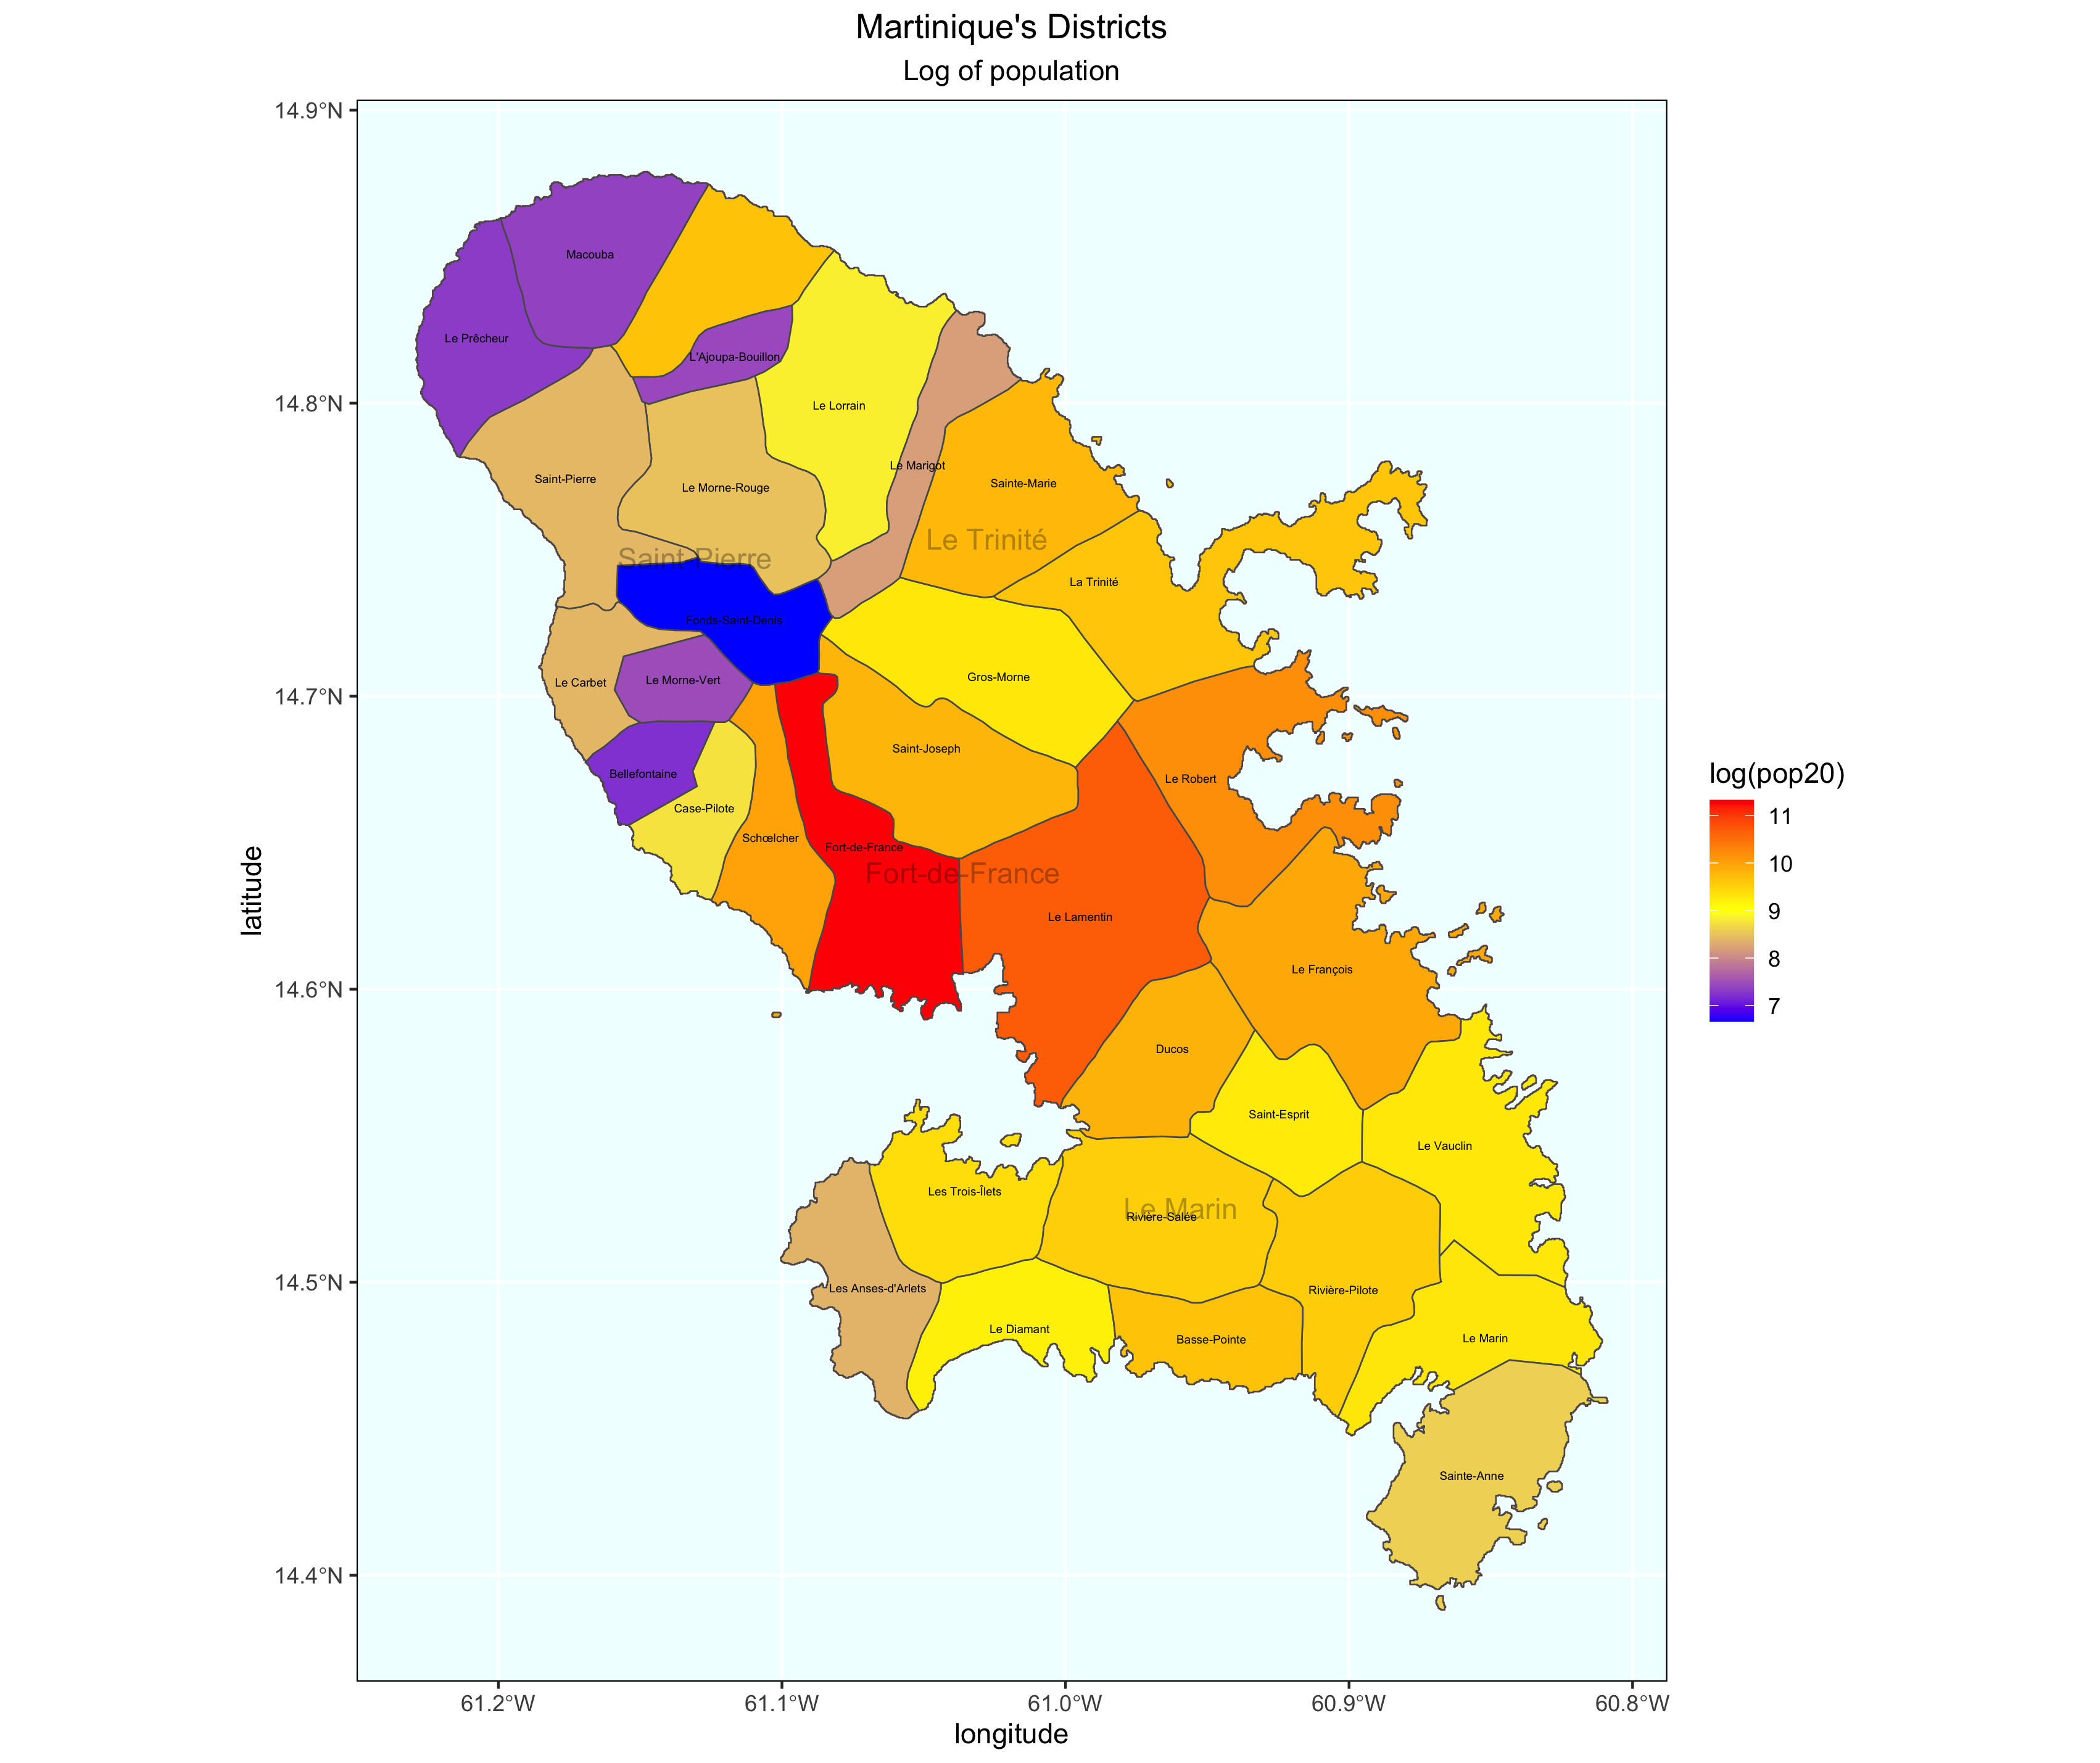 Martinique's Districts
Log of population
14.9°N
14.8°N
14.7°N
14.6°N
14.5°N
14.4°N
latitude
Macouba
Le Prêcheur
L'Ajoupa-Bouillon
Le Lorrain
Le Marigot
Saint-Pierre
Le Morne-Rouge
Sainte-Marie
Le Trinité
Saint-Pierre
La Trinité
Fonds-Saint-Denis
Le Carbet
Le Morne-Vert
Gros-Morne
Saint-Joseph
Bellefontaine
Le Robert
Case-Pilote
Schœlcher
Fort-de-France
Fort-de-France
Le Lamentin
Le François
Ducos
Saint-Esprit
Le Vauclin
Les Trois-Îlets
Le Marin
Rivière-Salée
Les Anses-d'Arlets
Rivière-Pilote
Le Diamant
Basse-Pointe
Le Marin
Sainte-Anne
log(pop20)
11
10
9
8
7
61.2°W
61.1°W
61.0°W
60.9°W
60.8°W
longitude